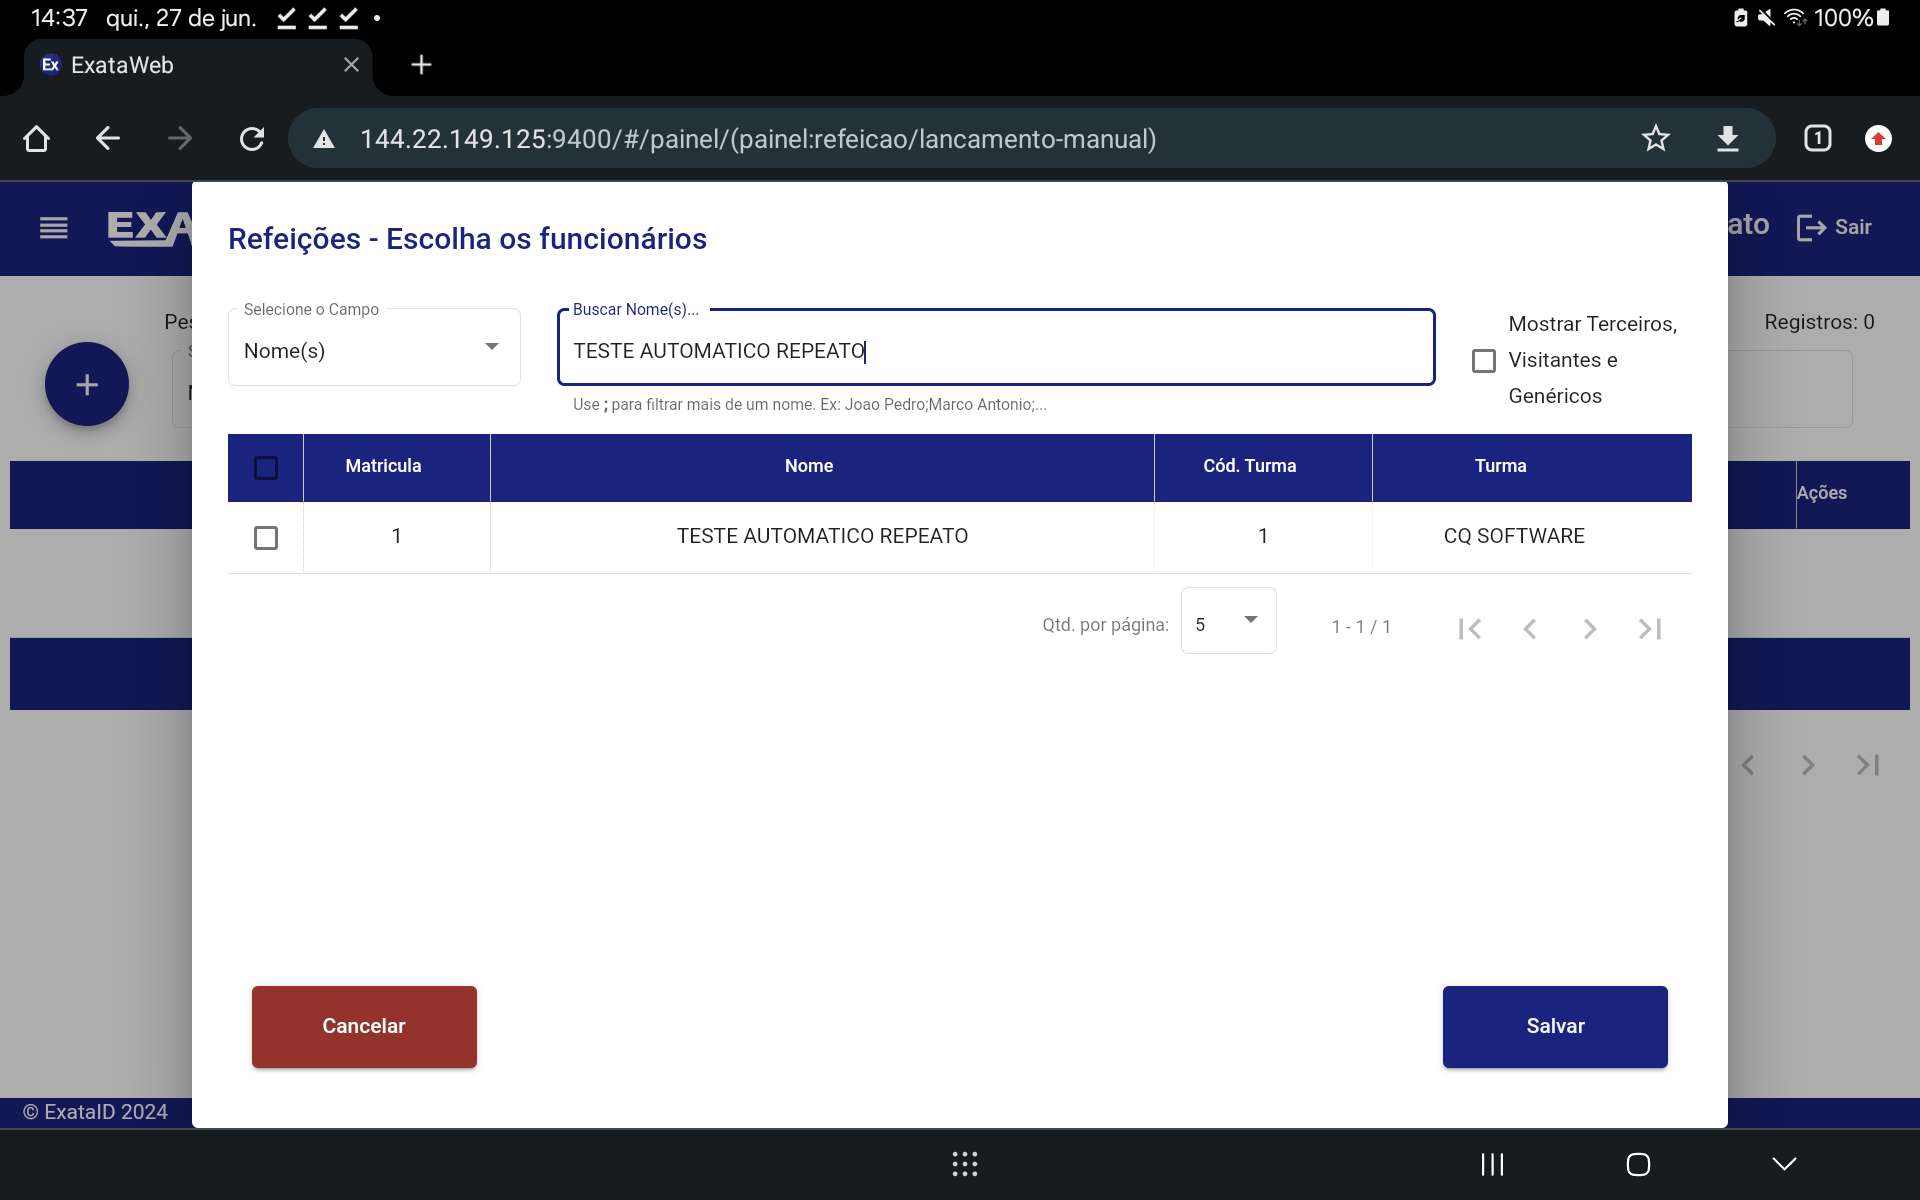 14:37 qui., 27 de jun. 100%
Ex ExataWeb
144.22.149.125:9400/#/painel/(painel:refeicao/lancamento-manual) 1
EXA ato Sair
Refeições - Escolha os funcionários
Selecione o Campo
Nome(s)
Buscar Nome(s)...
TESTE AUTOMATICO REPEATO
Use ; para filtrar mais de um nome. Ex: Joao Pedro;Marco Antonio;...
Mostrar Terceiros,
Visitantes e
Genéricos
Pes
Registros: 0
Matricula Nome Cód. Turma Turma
Ações
1 TESTE AUTOMATICO REPEATO 1 CQ SOFTWARE
Qtd. por página: 5 1 - 1 / 1
Cancelar Salvar
© ExataID 2024